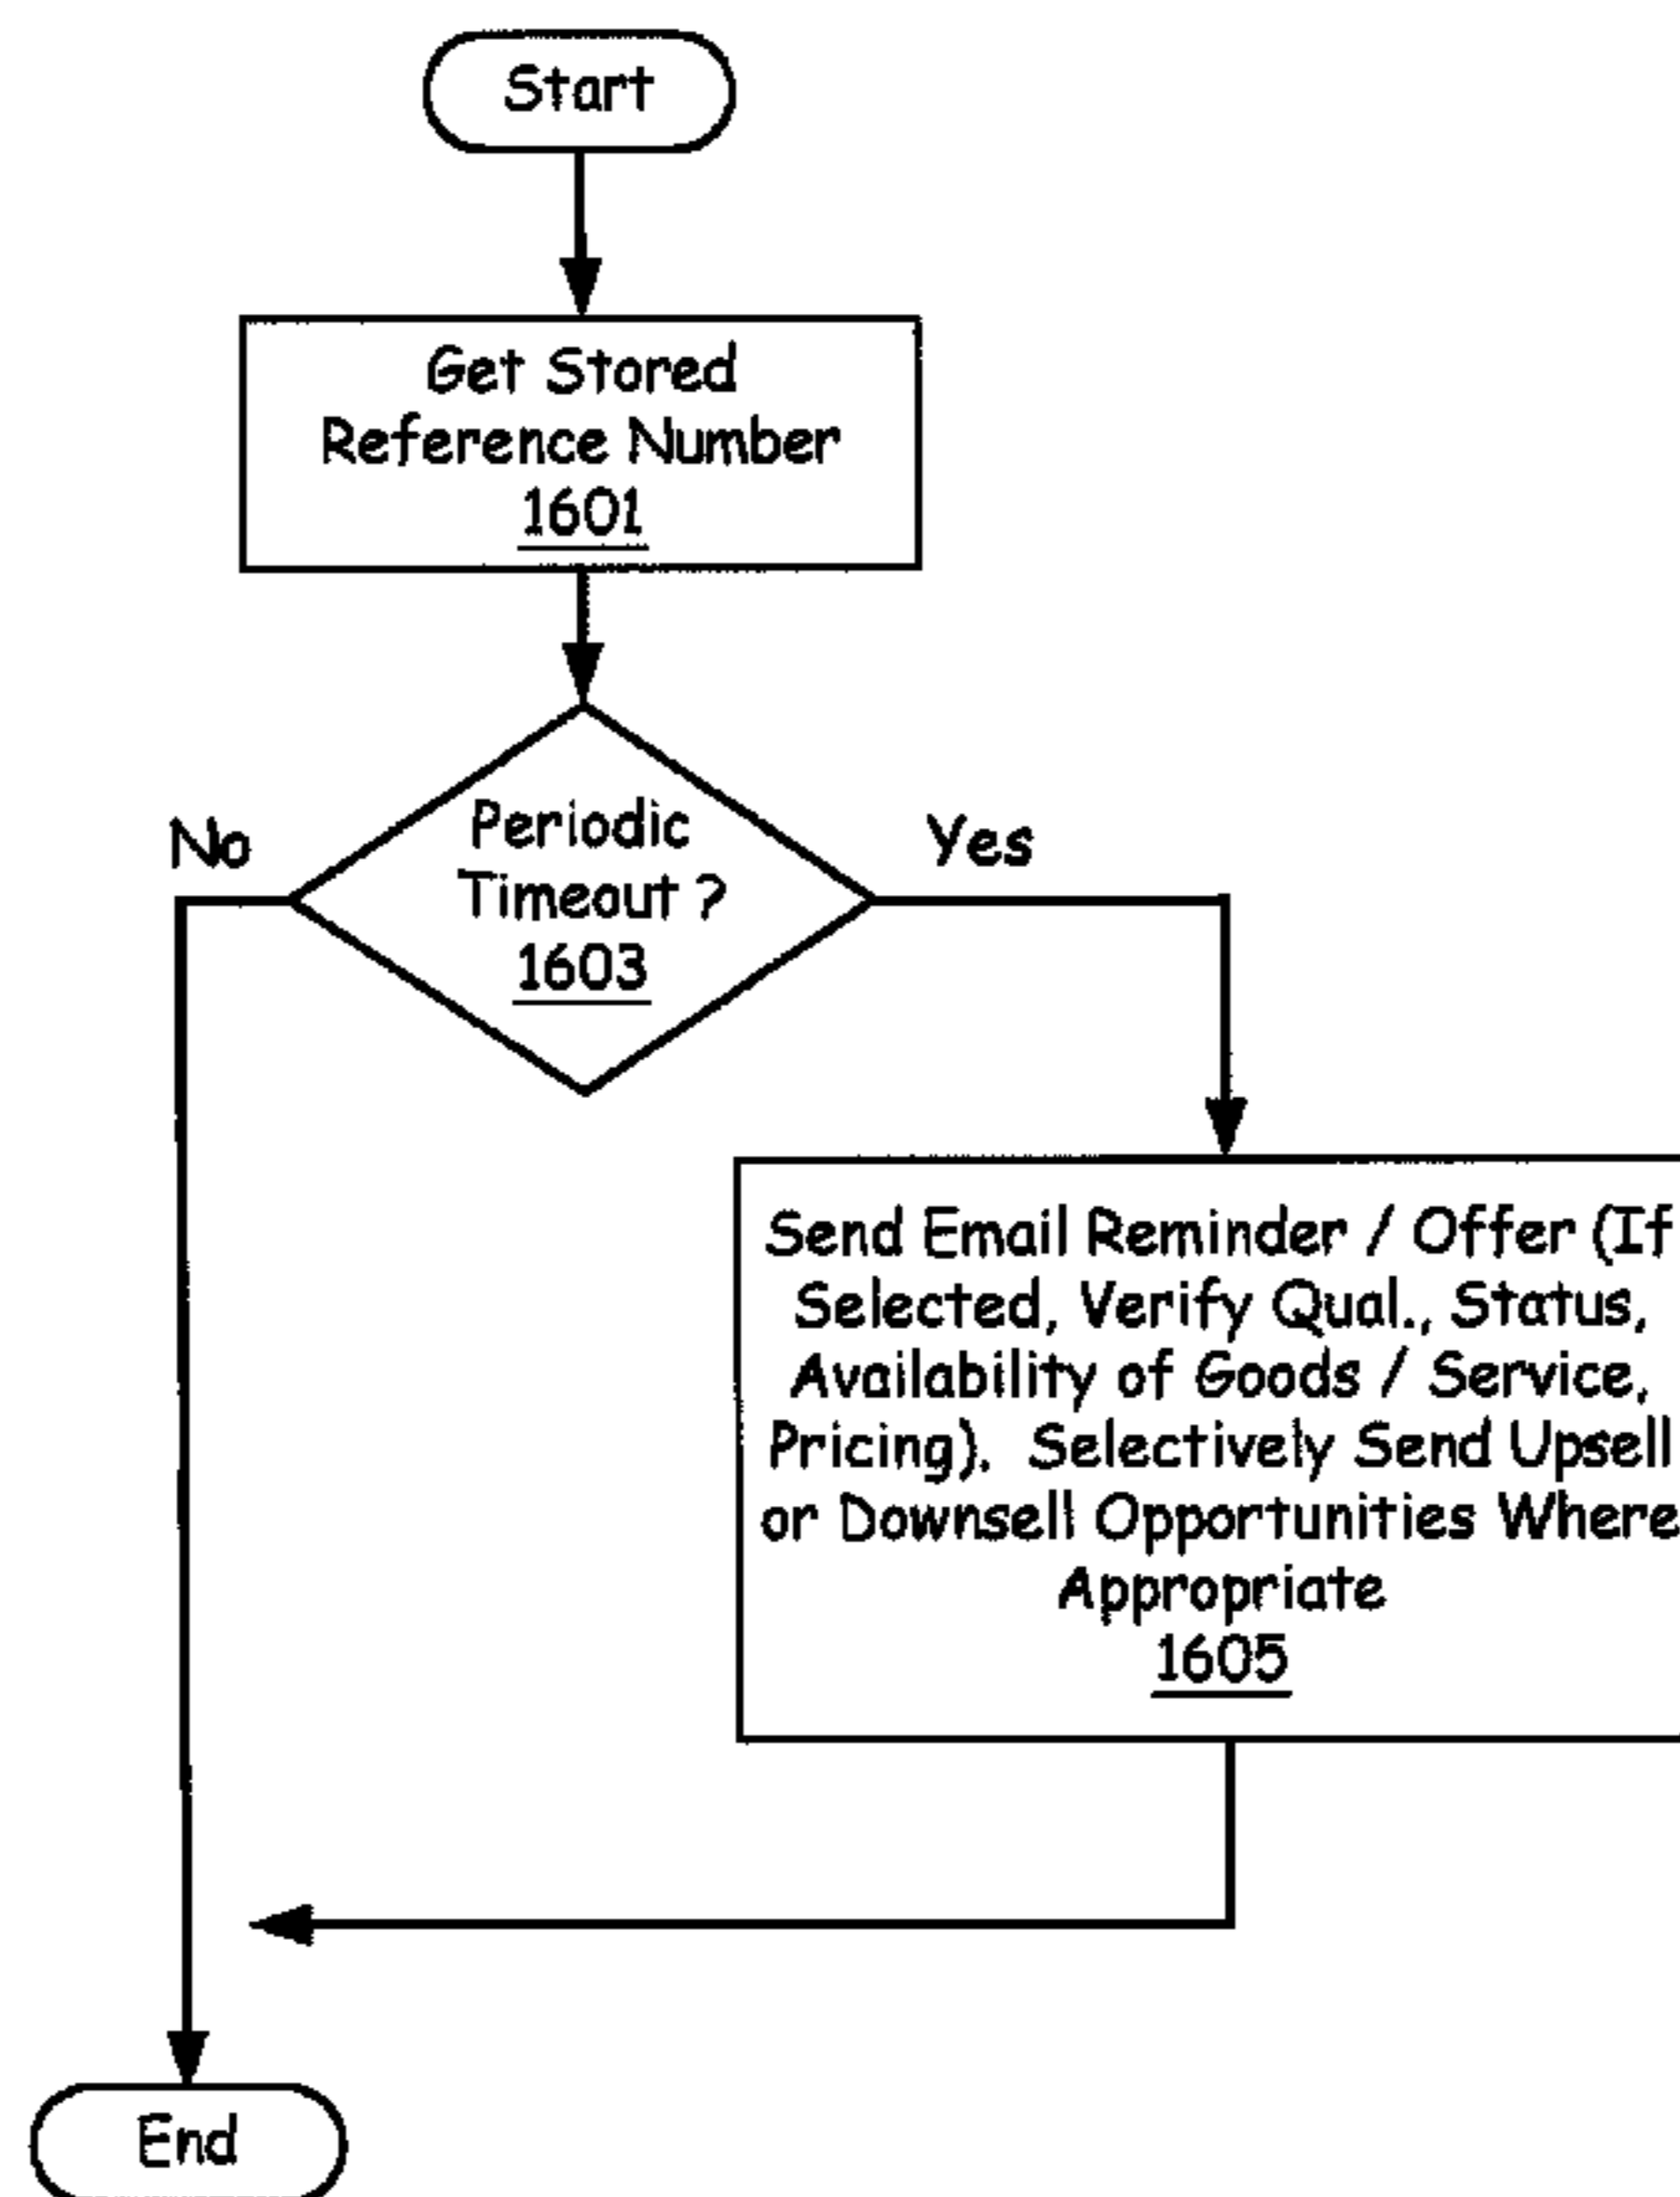 Start
Get Stored
Reference Number
1601
Periodic
Timeout ?
1603
No
Yes
Send Email Reminder / Offer (If
Selected, Verify Qual., Status,
Availability of Goods / Service,
Pricing). Selectively Send Upsell
or Downsell Opportunities Where
Appropriate
1605
End